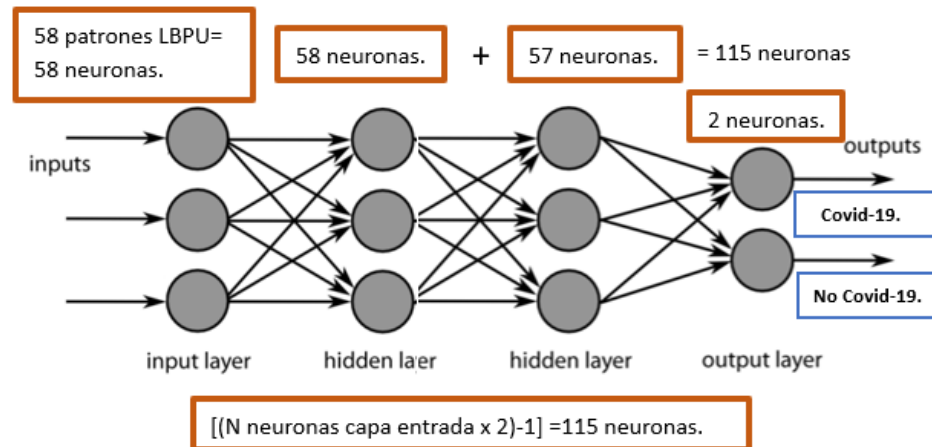 58 patrones LBPU=
58 neuronas.
58 neuronas.
+
57 neuronas.
= 115 neuronas
2 neuronas.
inputs
outputs
Covid-19.
No Covid-19.
input layer
hidden layer
hidden layer
output layer
[(N neuronas capa entrada x 2)-1] =115 neuronas.